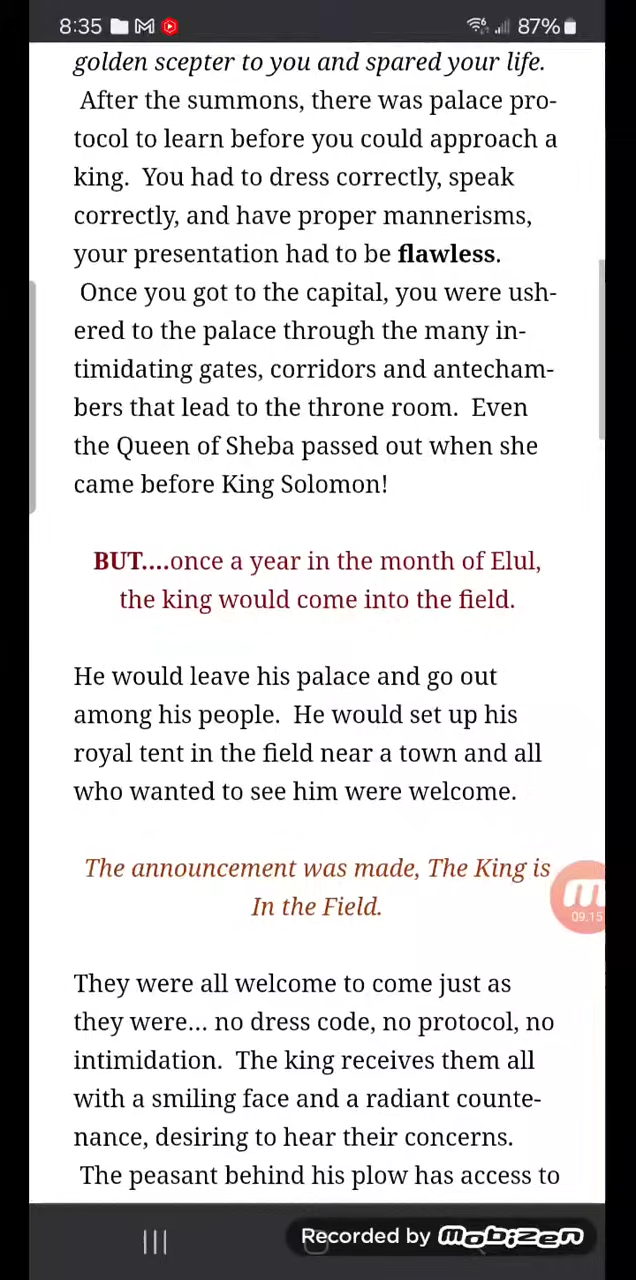 8:35 87%
golden scepter to you and spared your life.
After the summons, there was palace pro-
tocol to learn before you could approach a
king. You had to dress correctly, speak
correctly, and have proper mannerisms,
your presentation had to be flawless.
Once you got to the capital, you were ush-
ered to the palace through the many in-
timidating gates, corridors and antecham-
bers that lead to the throne room. Even
the Queen of Sheba passed out when she
came before King Solomon!
BUT....once a year in the month of Elul,
the king would come into the field.
He would leave his palace and go out
among his people. He would set up his
royal tent in the field near a town and all
who wanted to see him were welcome.
The announcement was made, The King is
In the Field.
09.15
They were all welcome to come just as
they were... no dress code, no protocol, no
intimidation. The king receives them all
with a smiling face and a radiant counte-
nance, desiring to hear their concerns.
The peasant behind his plow has access to
Recorded by mobizen